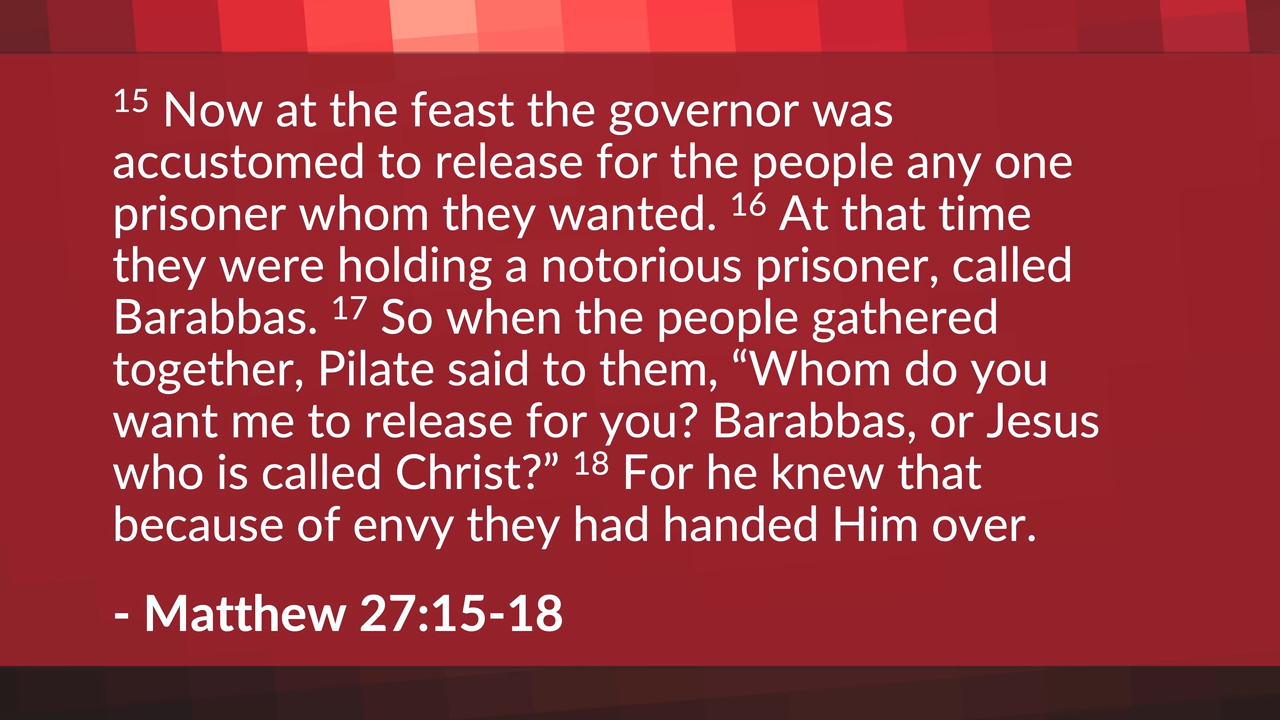 15 Now at the feast the governor was
accustomed to release for the people any one
prisoner whom they wanted. 16 At that time
they were holding a notorious prisoner, called
Barabbas. 17 So when the people gathered
together, Pilate said to them, “Whom do you
want me to release for you? Barabbas, or Jesus
who is called Christ?” 18 For he knew that
because of envy they had handed Him over.
- Matthew 27:15-18